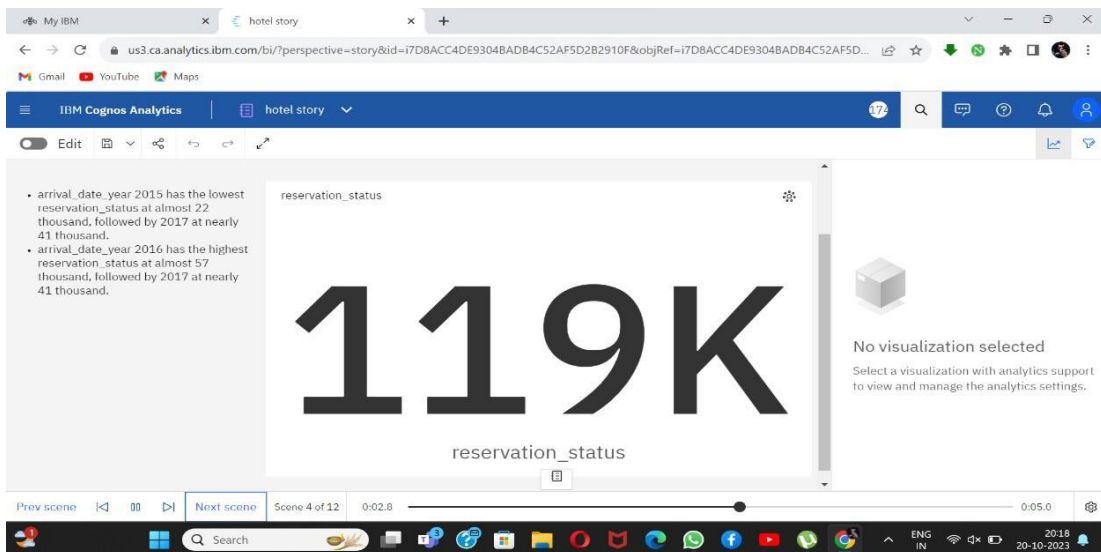 My IBM
hotel story
us3.ca.analytics.ibm.com/bi/?perspective=story&id=i7D8ACC4DE9304BADB4C52AF5D2B2910F&objRef=i7D8ACC4DE9304BADB4C52AF5D...
Gmail YouTube Maps
IBM Cognos Analytics hotel story 174
Edit
• arrival_date_year 2015 has the lowest
reservation_status at almost 22
thousand, followed by 2017 at nearly
41 thousand.
• arrival_date_year 2016 has the highest
reservation_status at almost 57
thousand, followed by 2017 at nearly
41 thousand.
reservation_status
119K
reservation_status
No visualization selected
Select a visualization with analytics support
to view and manage the analytics settings.
Prev scene Next scene Scene 4 of 12 0:02.8 0:05.0
Search
ENG
IN
20:18
20-10-2023